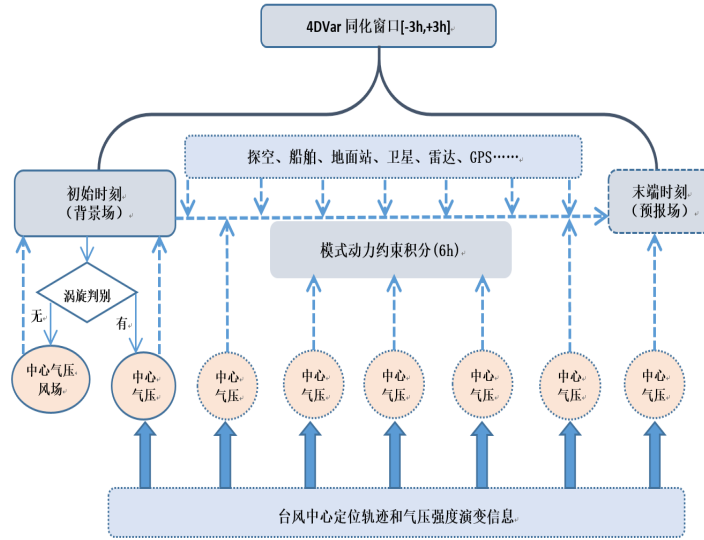 4DVar 同化窗口[-3h,+3h]
探空、船舶、地面站、卫星、雷达、GPS……
初始时刻
（背景场）
末端时刻
（预报场）
模式动力约束积分(6h)
涡旋判别
无
有
中心气压
风场
中心
气压
中心
气压
中心
气压
中心
气压
中心
气压
中心
气压
中心
气压
台风中心定位轨迹和气压强度演变信息